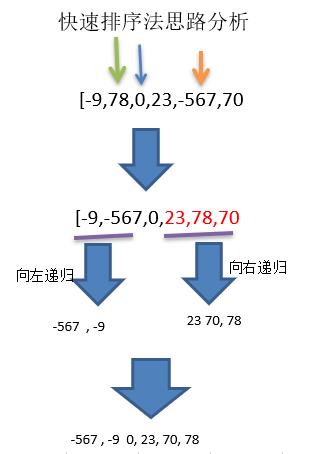 快速排序法思路分析
[-9,78,0,23,-567,70
[-9,-567,0,23,78,70
向左递归
向右递归
-567 , -9
23 70, 78
-567 , -9 0, 23, 70, 78